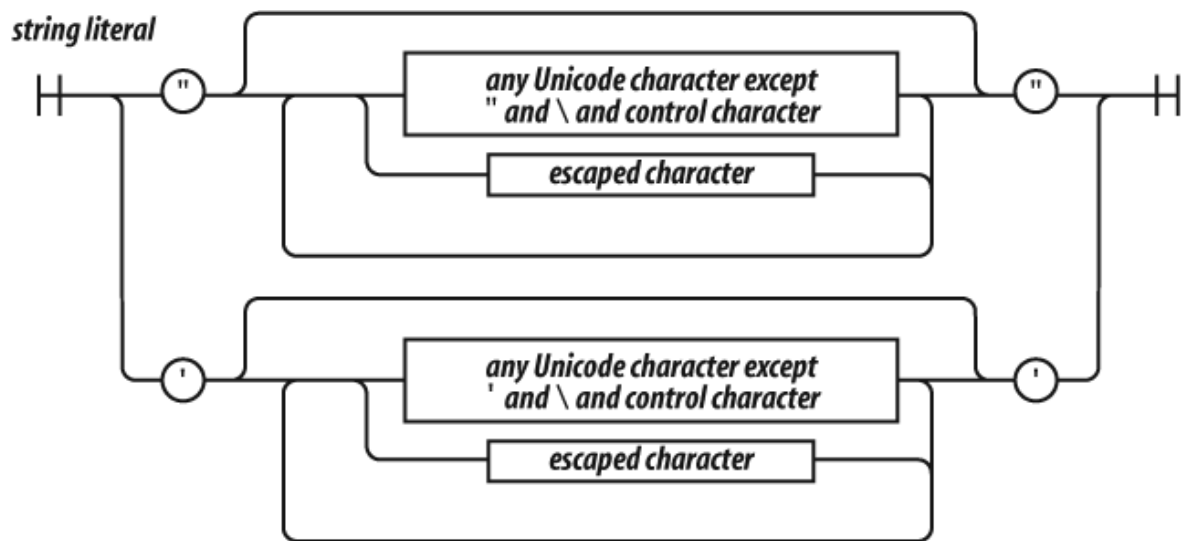 string literal
"
any Unicode character except
" and \ and control character
"
escaped character
'
any Unicode character except
' and \ and control character
'
escaped character